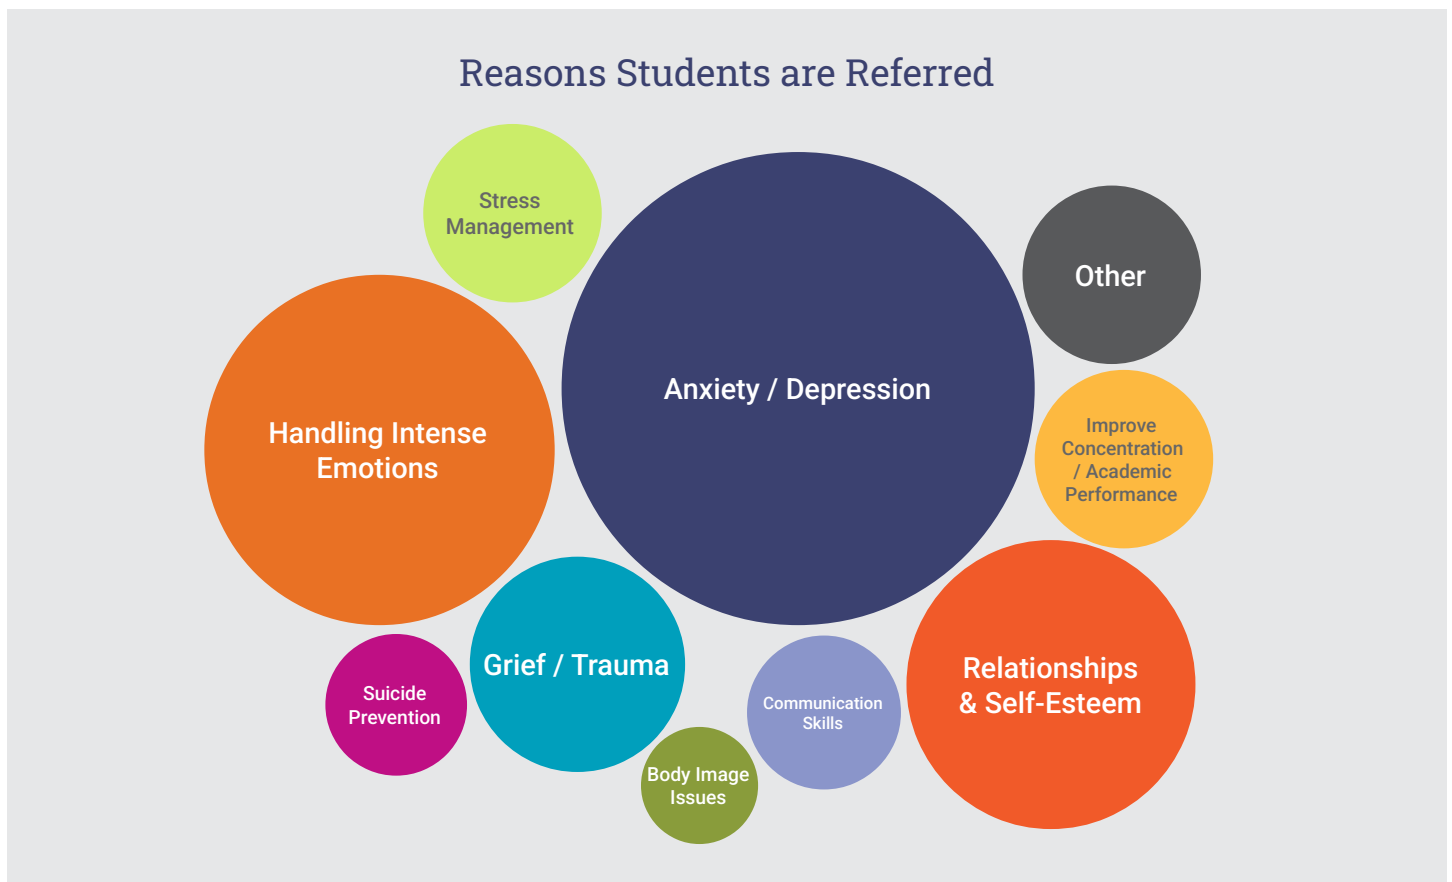 Reasons Students are Referred
Stress
Management
Other
Anxiety / Depression
Handling Intense
Emotions
Improve
Concentration
/ Academic
Performance
Grief / Trauma
Relationships
& Self-Esteem
Suicide
Prevention
Communication
Skills
Body Image
Issues